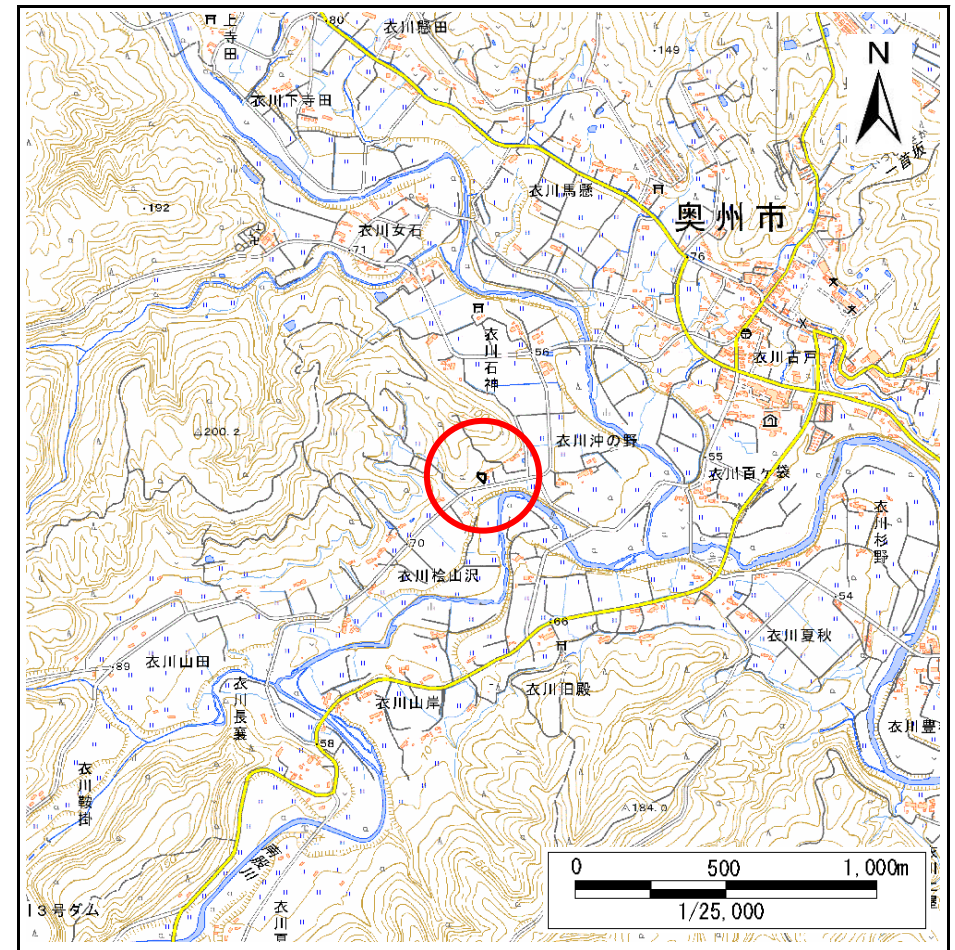 上寺田
80
衣川懸田
149
N
衣川下寺田
一首坂
衣川馬懸
192
奥州市
衣川女石
71
76
衣川石神
56
衣川古戸
200.2
衣川沖の野
55
衣川百ヶ袋
衣川杉野
70
衣川桧山沢
54
66
衣川夏秋
89
衣川山田
衣川旧殿
衣川長襄
衣川山岸
衣川豊
58
衣川鞍掛
184.0
南股川
3号ダム
衣川
0 500 1,000m
1/25,000